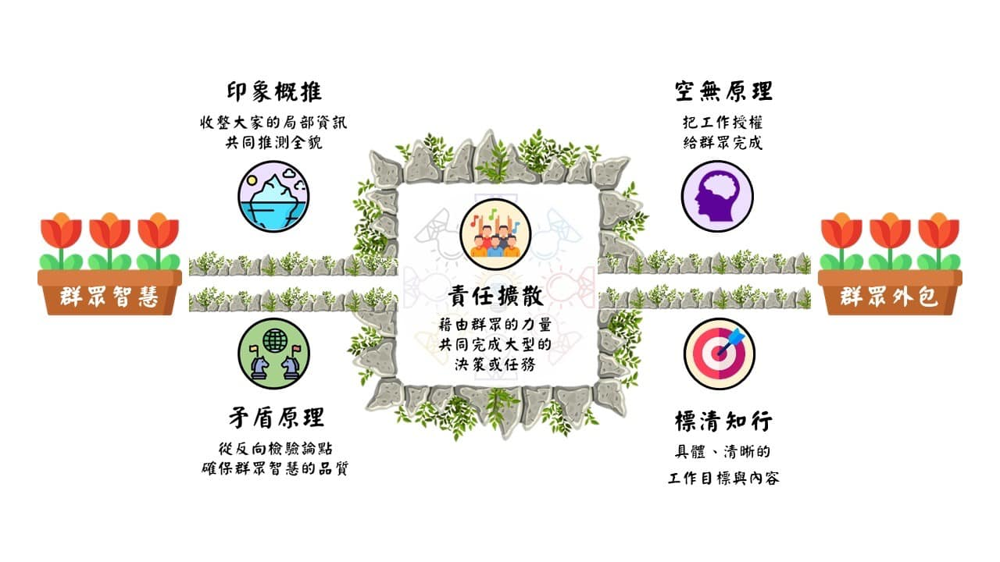 印象概推
收整大家的局部資訊
共同推測全貌
空無原理
把工作授權
給群眾完成
群眾智慧
責任擴散
藉由群眾的力量
共同完成大型的
決策或任務
群眾外包
矛盾原理
從反向檢驗論點
確保群眾智慧的品質
標清知行
具體、清晰的
工作目標與內容